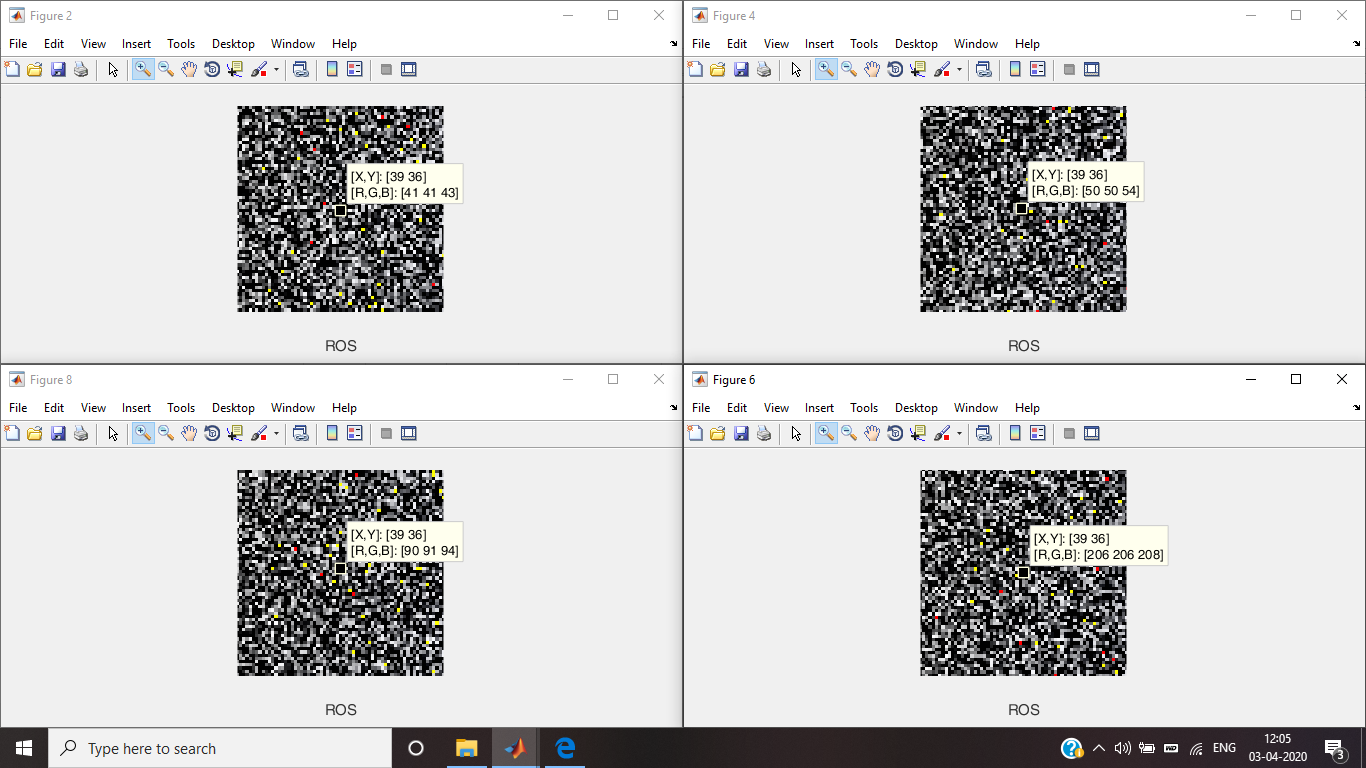 Figure 2
File Edit View Insert Tools Desktop Window Help
[X,Y]: [39 36]
[R,G,B]: [41 41 43]
ROS
Figure 4
File Edit View Insert Tools Desktop Window Help
[X,Y]: [39 36]
[R,G,B]: [50 50 54]
ROS
Figure 8
File Edit View Insert Tools Desktop Window Help
[X,Y]: [39 36]
[R,G,B]: [90 91 94]
ROS
Figure 6
File Edit View Insert Tools Desktop Window Help
[X,Y]: [39 36]
[R,G,B]: [206 206 208]
ROS
Type here to search
ENG
12:05
03-04-2020
3